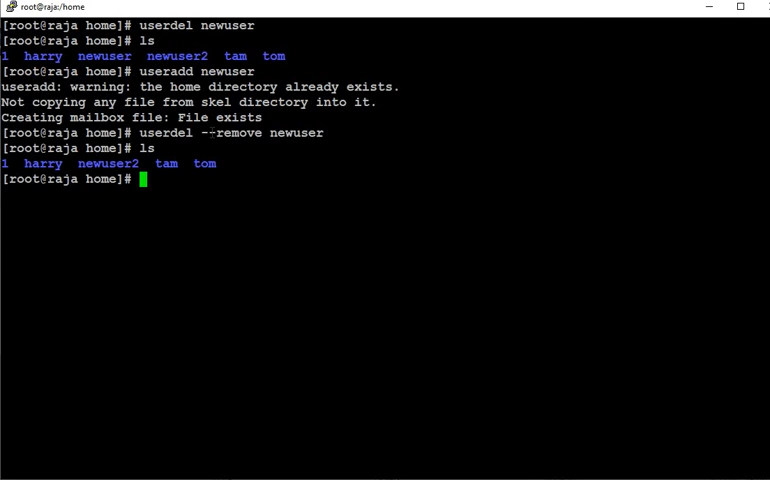 root@raja:/home
[root@raja home]# userdel newuser
[root@raja home]# ls
1  harry  newuser  newuser2  tam  tom
[root@raja home]# useradd newuser
useradd: warning: the home directory already exists.
Not copying any file from skel directory into it.
Creating mailbox file: File exists
[root@raja home]# userdel --remove newuser
[root@raja home]# ls
1  harry  newuser2  tam  tom
[root@raja home]#